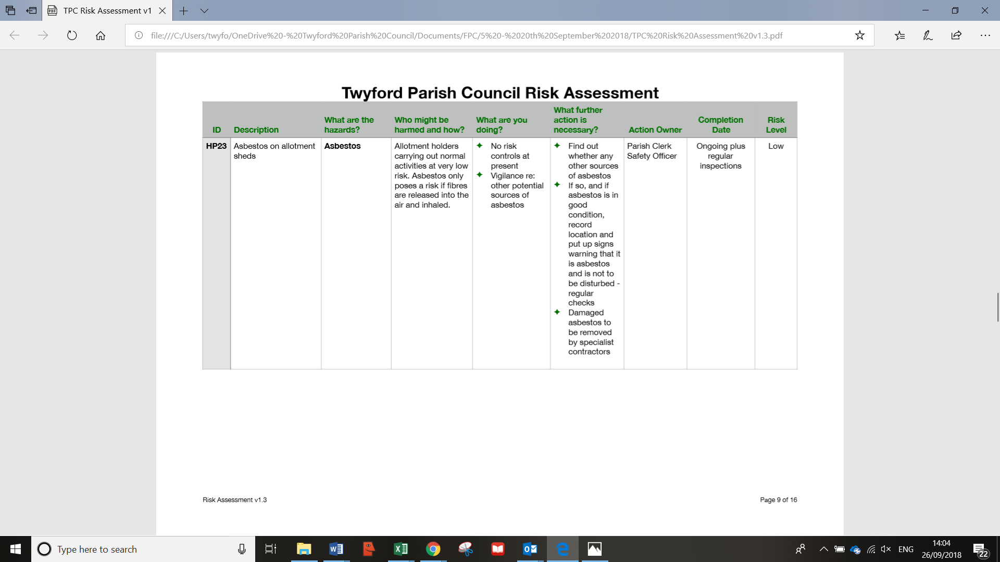 TPC Risk Assessment v1
file:///C:/Users/twyfo/OneDrive%20-%20Twyford%20Parish%20Council/Documents/FPC/5%20-%2020th%20September%202018/TPC%20Risk%20Assessment%20v1.3.pdf
Twyford Parish Council Risk Assessment
ID
Description
What are the
hazards?
Who might be
harmed and how?
What are you
doing?
What further
action is
necessary?
Action Owner
Completion
Date
Risk
Level
HP23
Asbestos on allotment
sheds
Asbestos
Allotment holders
carrying out normal
activities at very low
risk. Asbestos only
poses a risk if fibres
are released into the
air and inhaled.
✦ No risk
controls at
present
✦ Vigilance re:
other potential
sources of
asbestos
✦ Find out
whether any
other sources
of asbestos
✦ If so, and if
asbestos is in
good
condition,
record
location and
put up signs
warning that it
is asbestos
and is not to
be disturbed -
regular
checks
✦ Damaged
asbestos to
be removed
by specialist
contractors
Parish Clerk
Safety Officer
Ongoing plus
regular
inspections
Low
Risk Assessment v1.3
Page 9 of 16
Type here to search
ENG
14:04
26/09/2018
22